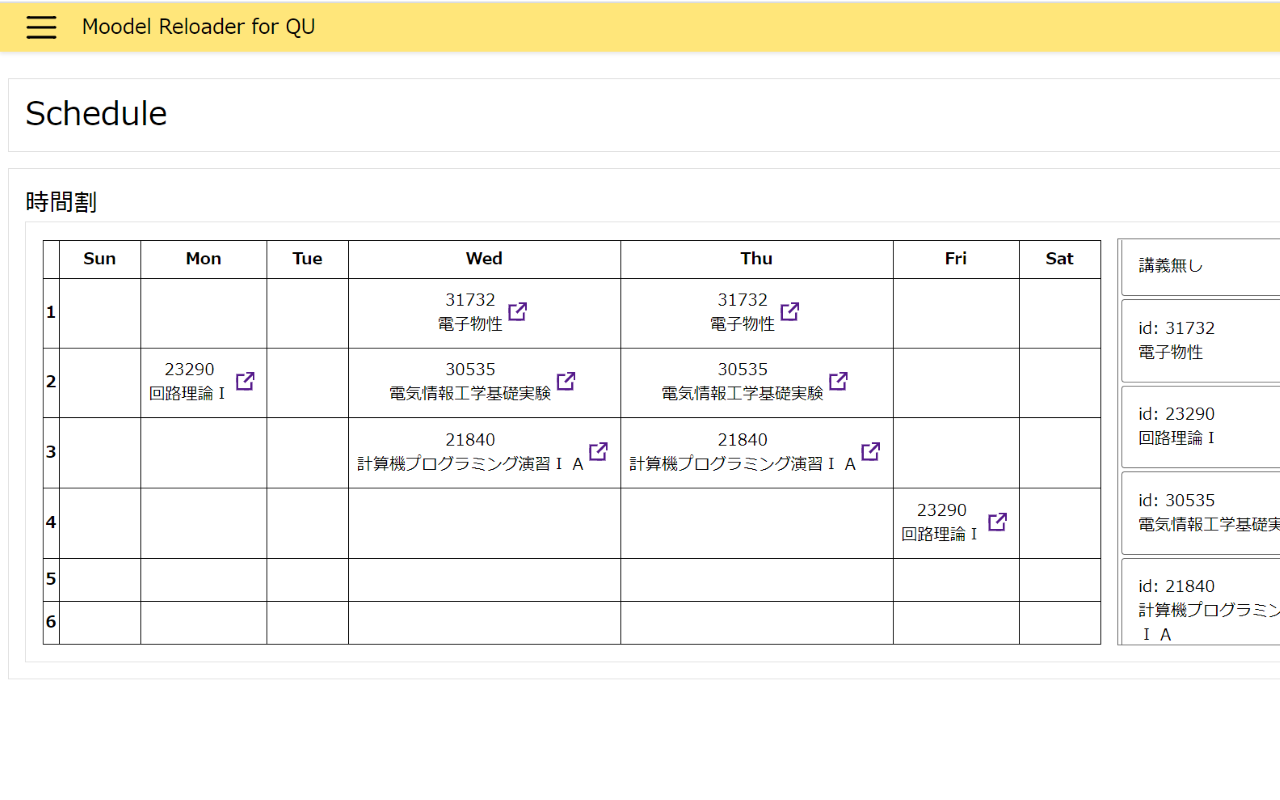 Moodel Reloader for QU
Schedule
時間割
Sun Mon Tue Wed Thu Fri Sat
1
31732
電子物性
31732
電子物性
2
23290
回路理論Ⅰ
30535
電気情報工学基礎実験
30535
電気情報工学基礎実験
3
21840
計算機プログラミング演習Ⅰ A
21840
計算機プログラミング演習Ⅰ A
4
23290
回路理論Ⅰ
5
6
講義無し
id: 31732
電子物性
id: 23290
回路理論Ⅰ
id: 30535
電気情報工学基礎実
id: 21840
計算機プログラミン
Ⅰ A